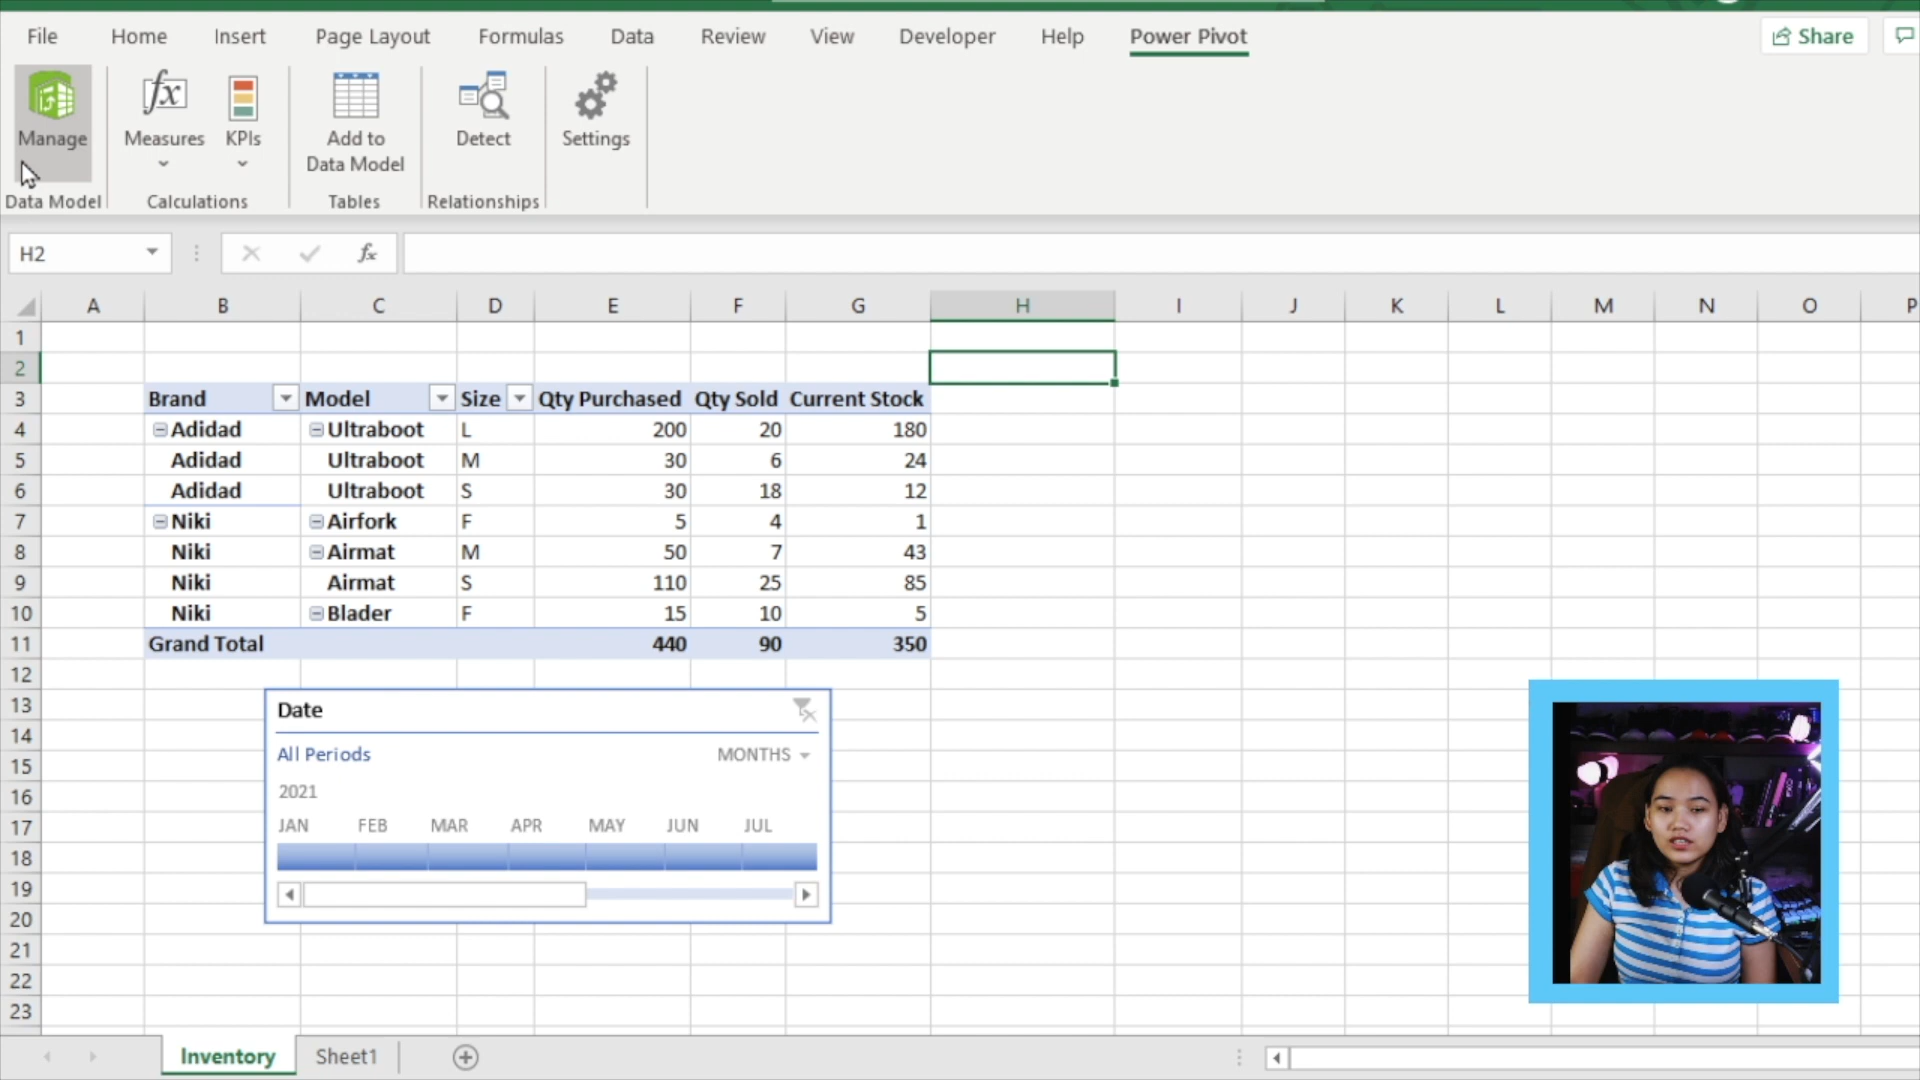 File Home Insert Page Layout Formulas Data Review View Developer Help Power Pivot Share
Manage Measures KPIs Add to Data Model Detect Settings
Data Model Calculations Tables Relationships
H2 fx
A B C D E F G H I J K L M N O P
1
2
3 Brand Model Size Qty Purchased Qty Sold Current Stock
4 Adidad Ultraboot L 200 20 180
5 Adidad Ultraboot M 30 6 24
6 Adidad Ultraboot S 30 18 12
7 Niki Airfork F 5 4 1
8 Niki Airmat M 50 7 43
9 Niki Airmat S 110 25 85
10 Niki Blader F 15 10 5
11 Grand Total 440 90 350
12
13 Date
14
15 All Periods MONTHS
16 2021
17 JAN FEB MAR APR MAY JUN JUL
18
19
20
21
22
23
Inventory Sheet1